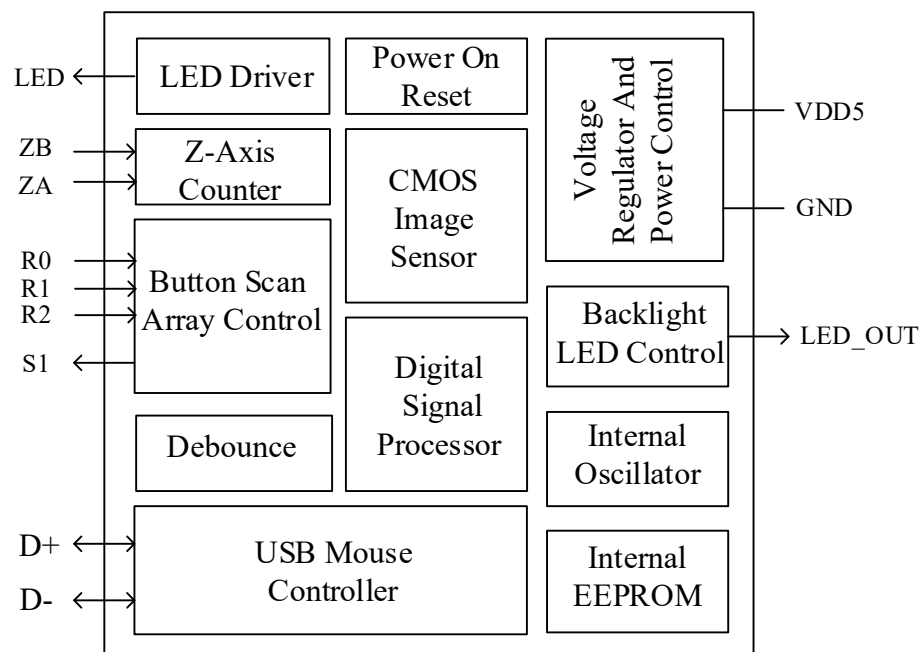 LED
LED Driver
Power On
Reset
Voltage
Regulator And
Power Control
VDD5
GND
ZB
ZA
Z-Axis
Counter
CMOS
Image
Sensor
R0
R1
R2
S1
Button Scan
Array Control
Backlight
LED Control
LED_OUT
Digital
Signal
Processor
Debounce
Internal
Oscillator
D+
D-
USB Mouse
Controller
Internal
EEPROM